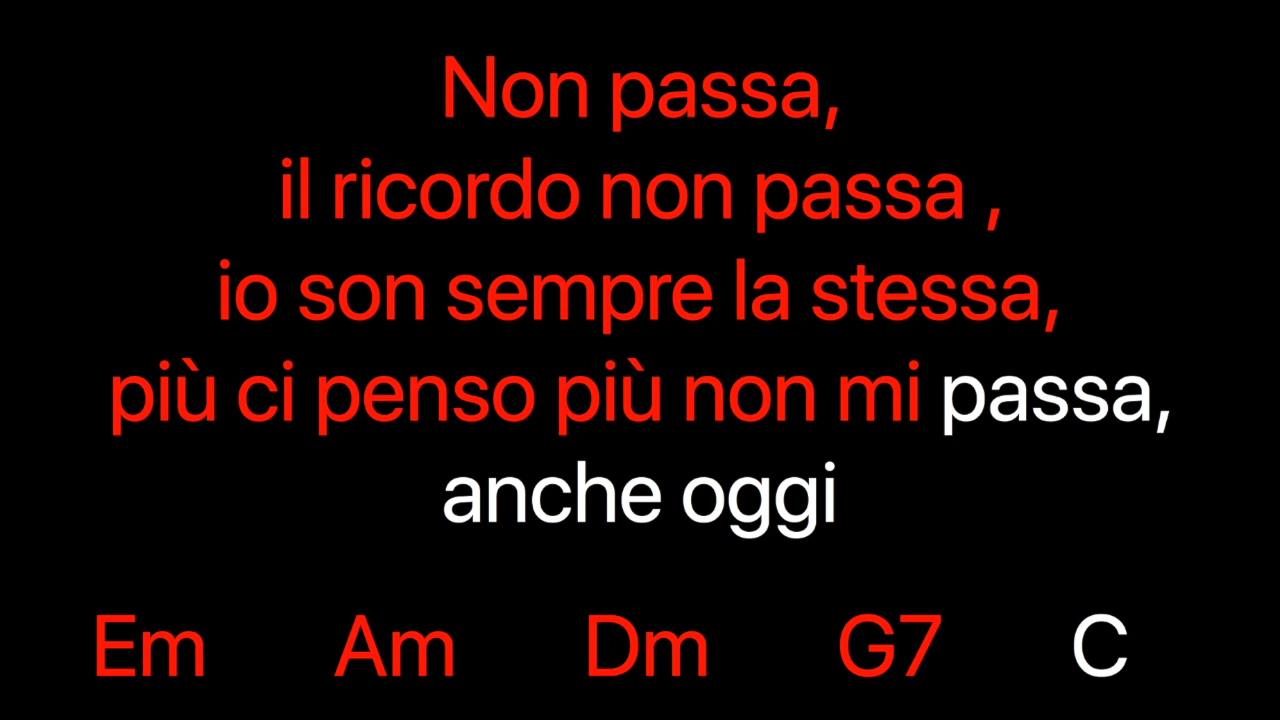 Non passa,
il ricordo non passa ,
io son sempre la stessa,
più ci penso più non mi passa,
anche oggi
Em Am Dm G7 C